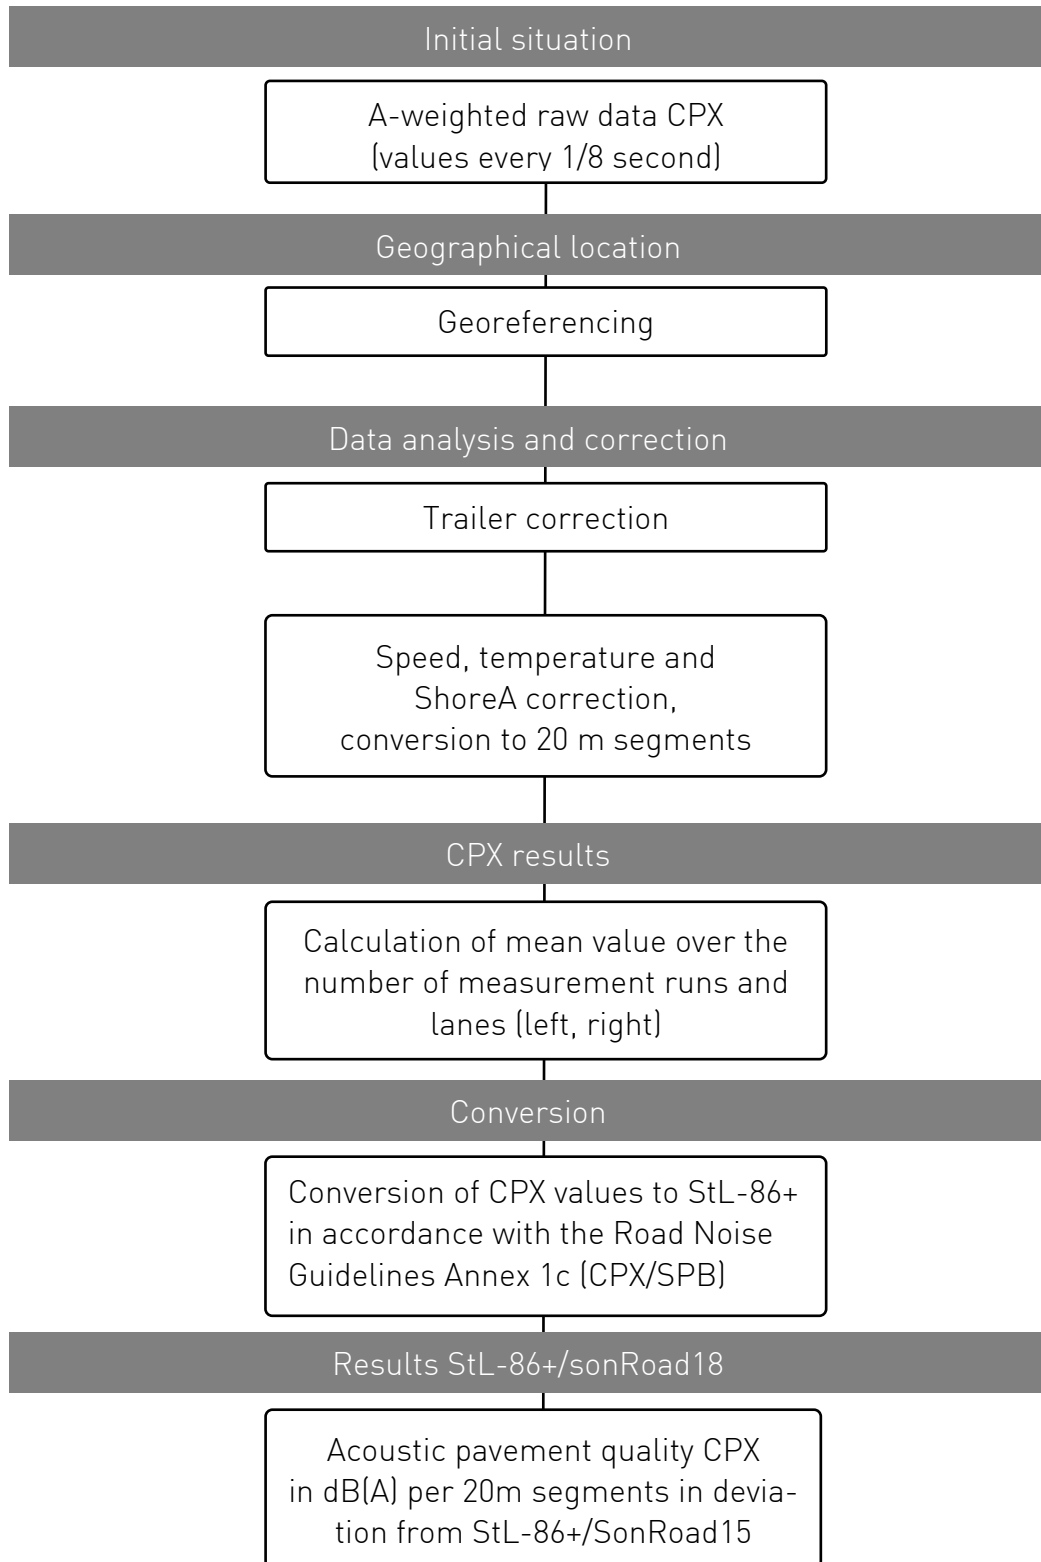 Initial situation
A-weighted raw data CPX
(values every 1/8 second)
Geographical location
Georeferencing
Data analysis and correction
Trailer correction
Speed, temperature and
ShoreA correction,
conversion to 20 m segments
CPX results
Calculation of mean value over the
number of measurement runs and
lanes (left, right)
Conversion
Conversion of CPX values to StL-86+
in accordance with the Road Noise
Guidelines Annex 1c (CPX/SPB)
Results StL-86+/sonRoad18
Acoustic pavement quality CPX
in dB(A) per 20m segments in devia-
tion from StL-86+/SonRoad15